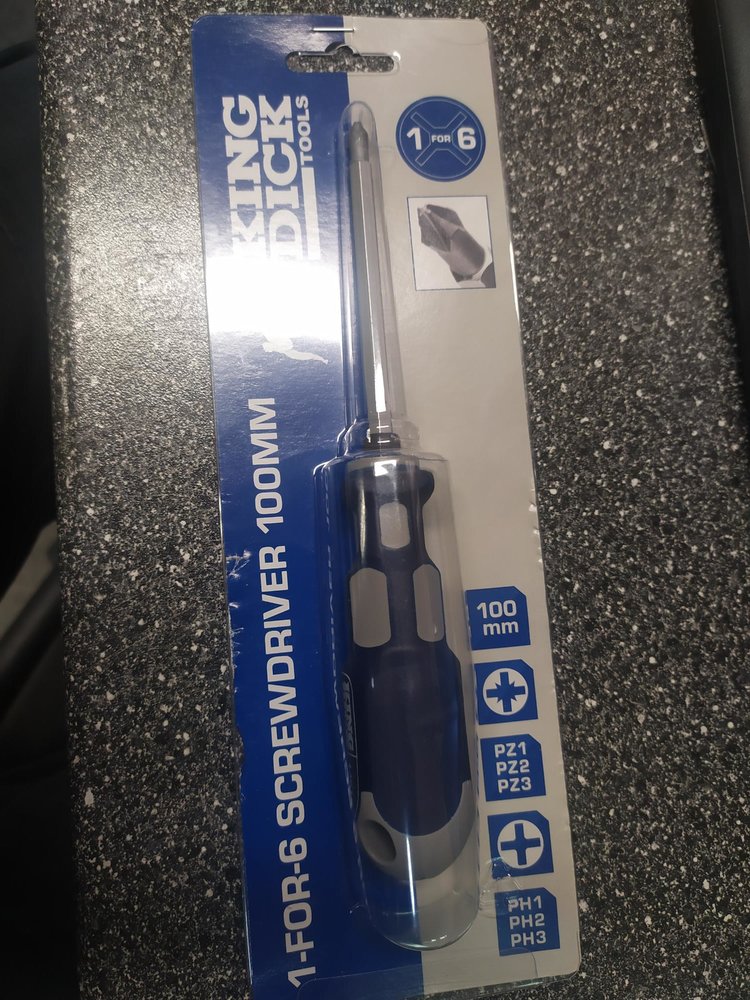 KING
DICK
TOOLS
1 FOR 6
1-FOR-6 SCREWDRIVER 100MM
100
mm
PZ1
PZ2
PZ3
PH1
PH2
PH3